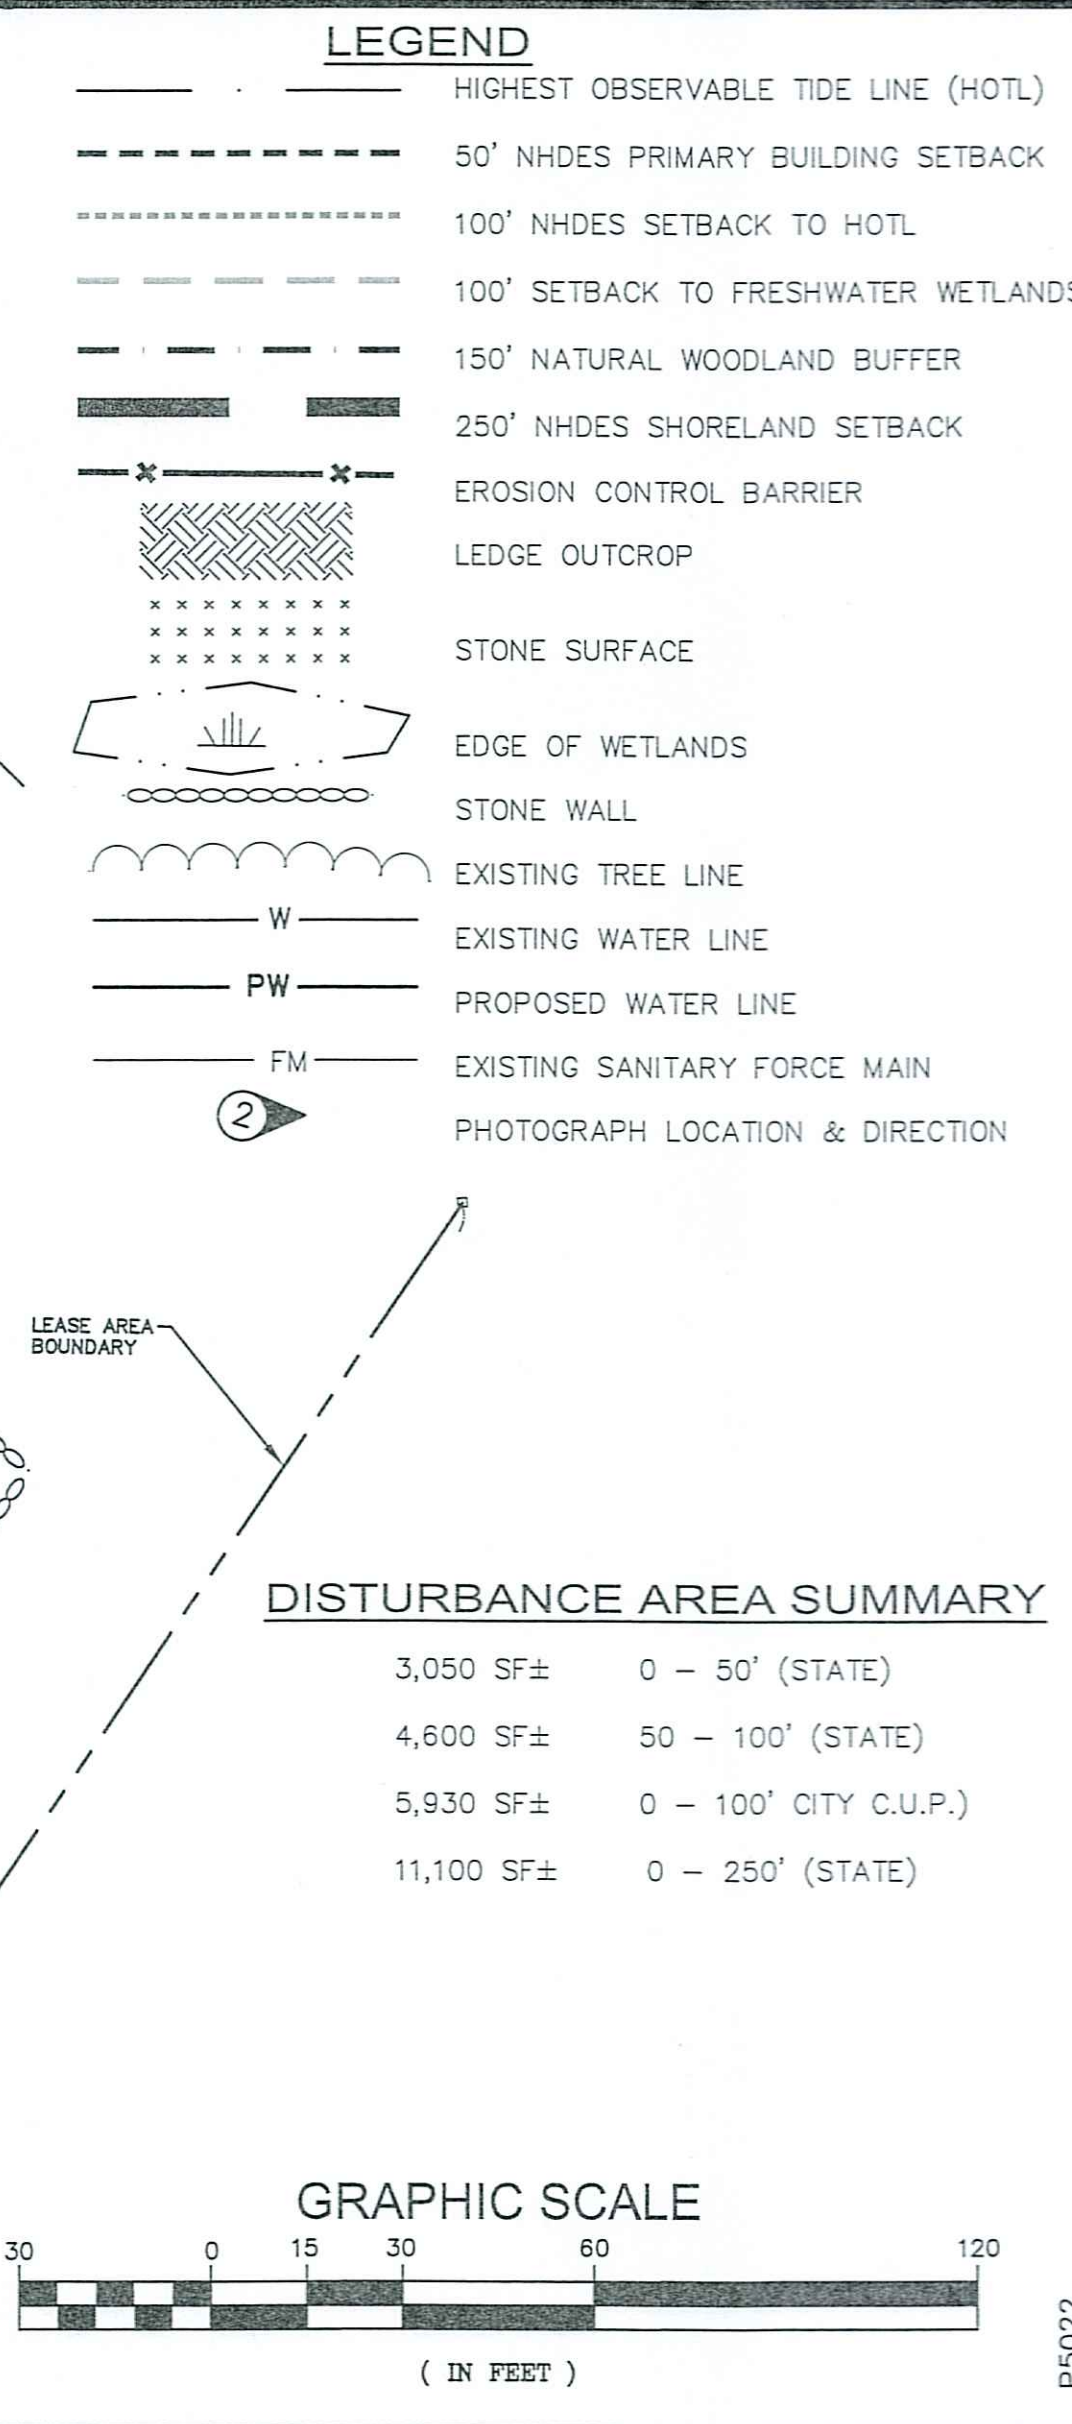 LEGEND
HIGHEST OBSERVABLE TIDE LINE (HOTL)
50' NHDES PRIMARY BUILDING SETBACK
100' NHDES SETBACK TO HOTL
100' SETBACK TO FRESHWATER WETLANDS
150' NATURAL WOODLAND BUFFER
250' NHDES SHORELAND SETBACK
EROSION CONTROL BARRIER
LEDGE OUTCROP
STONE SURFACE
EDGE OF WETLANDS
STONE WALL
EXISTING TREE LINE
W EXISTING WATER LINE
PW PROPOSED WATER LINE
FM EXISTING SANITARY FORCE MAIN
2 PHOTOGRAPH LOCATION & DIRECTION
LEASE AREA
BOUNDARY
DISTURBANCE AREA SUMMARY
3,050 SF± 0 – 50' (STATE)
4,600 SF± 50 – 100' (STATE)
5,930 SF± 0 – 100' CITY C.U.P.)
11,100 SF± 0 – 250' (STATE)
GRAPHIC SCALE
30 0 15 30 60 120
( IN FEET )